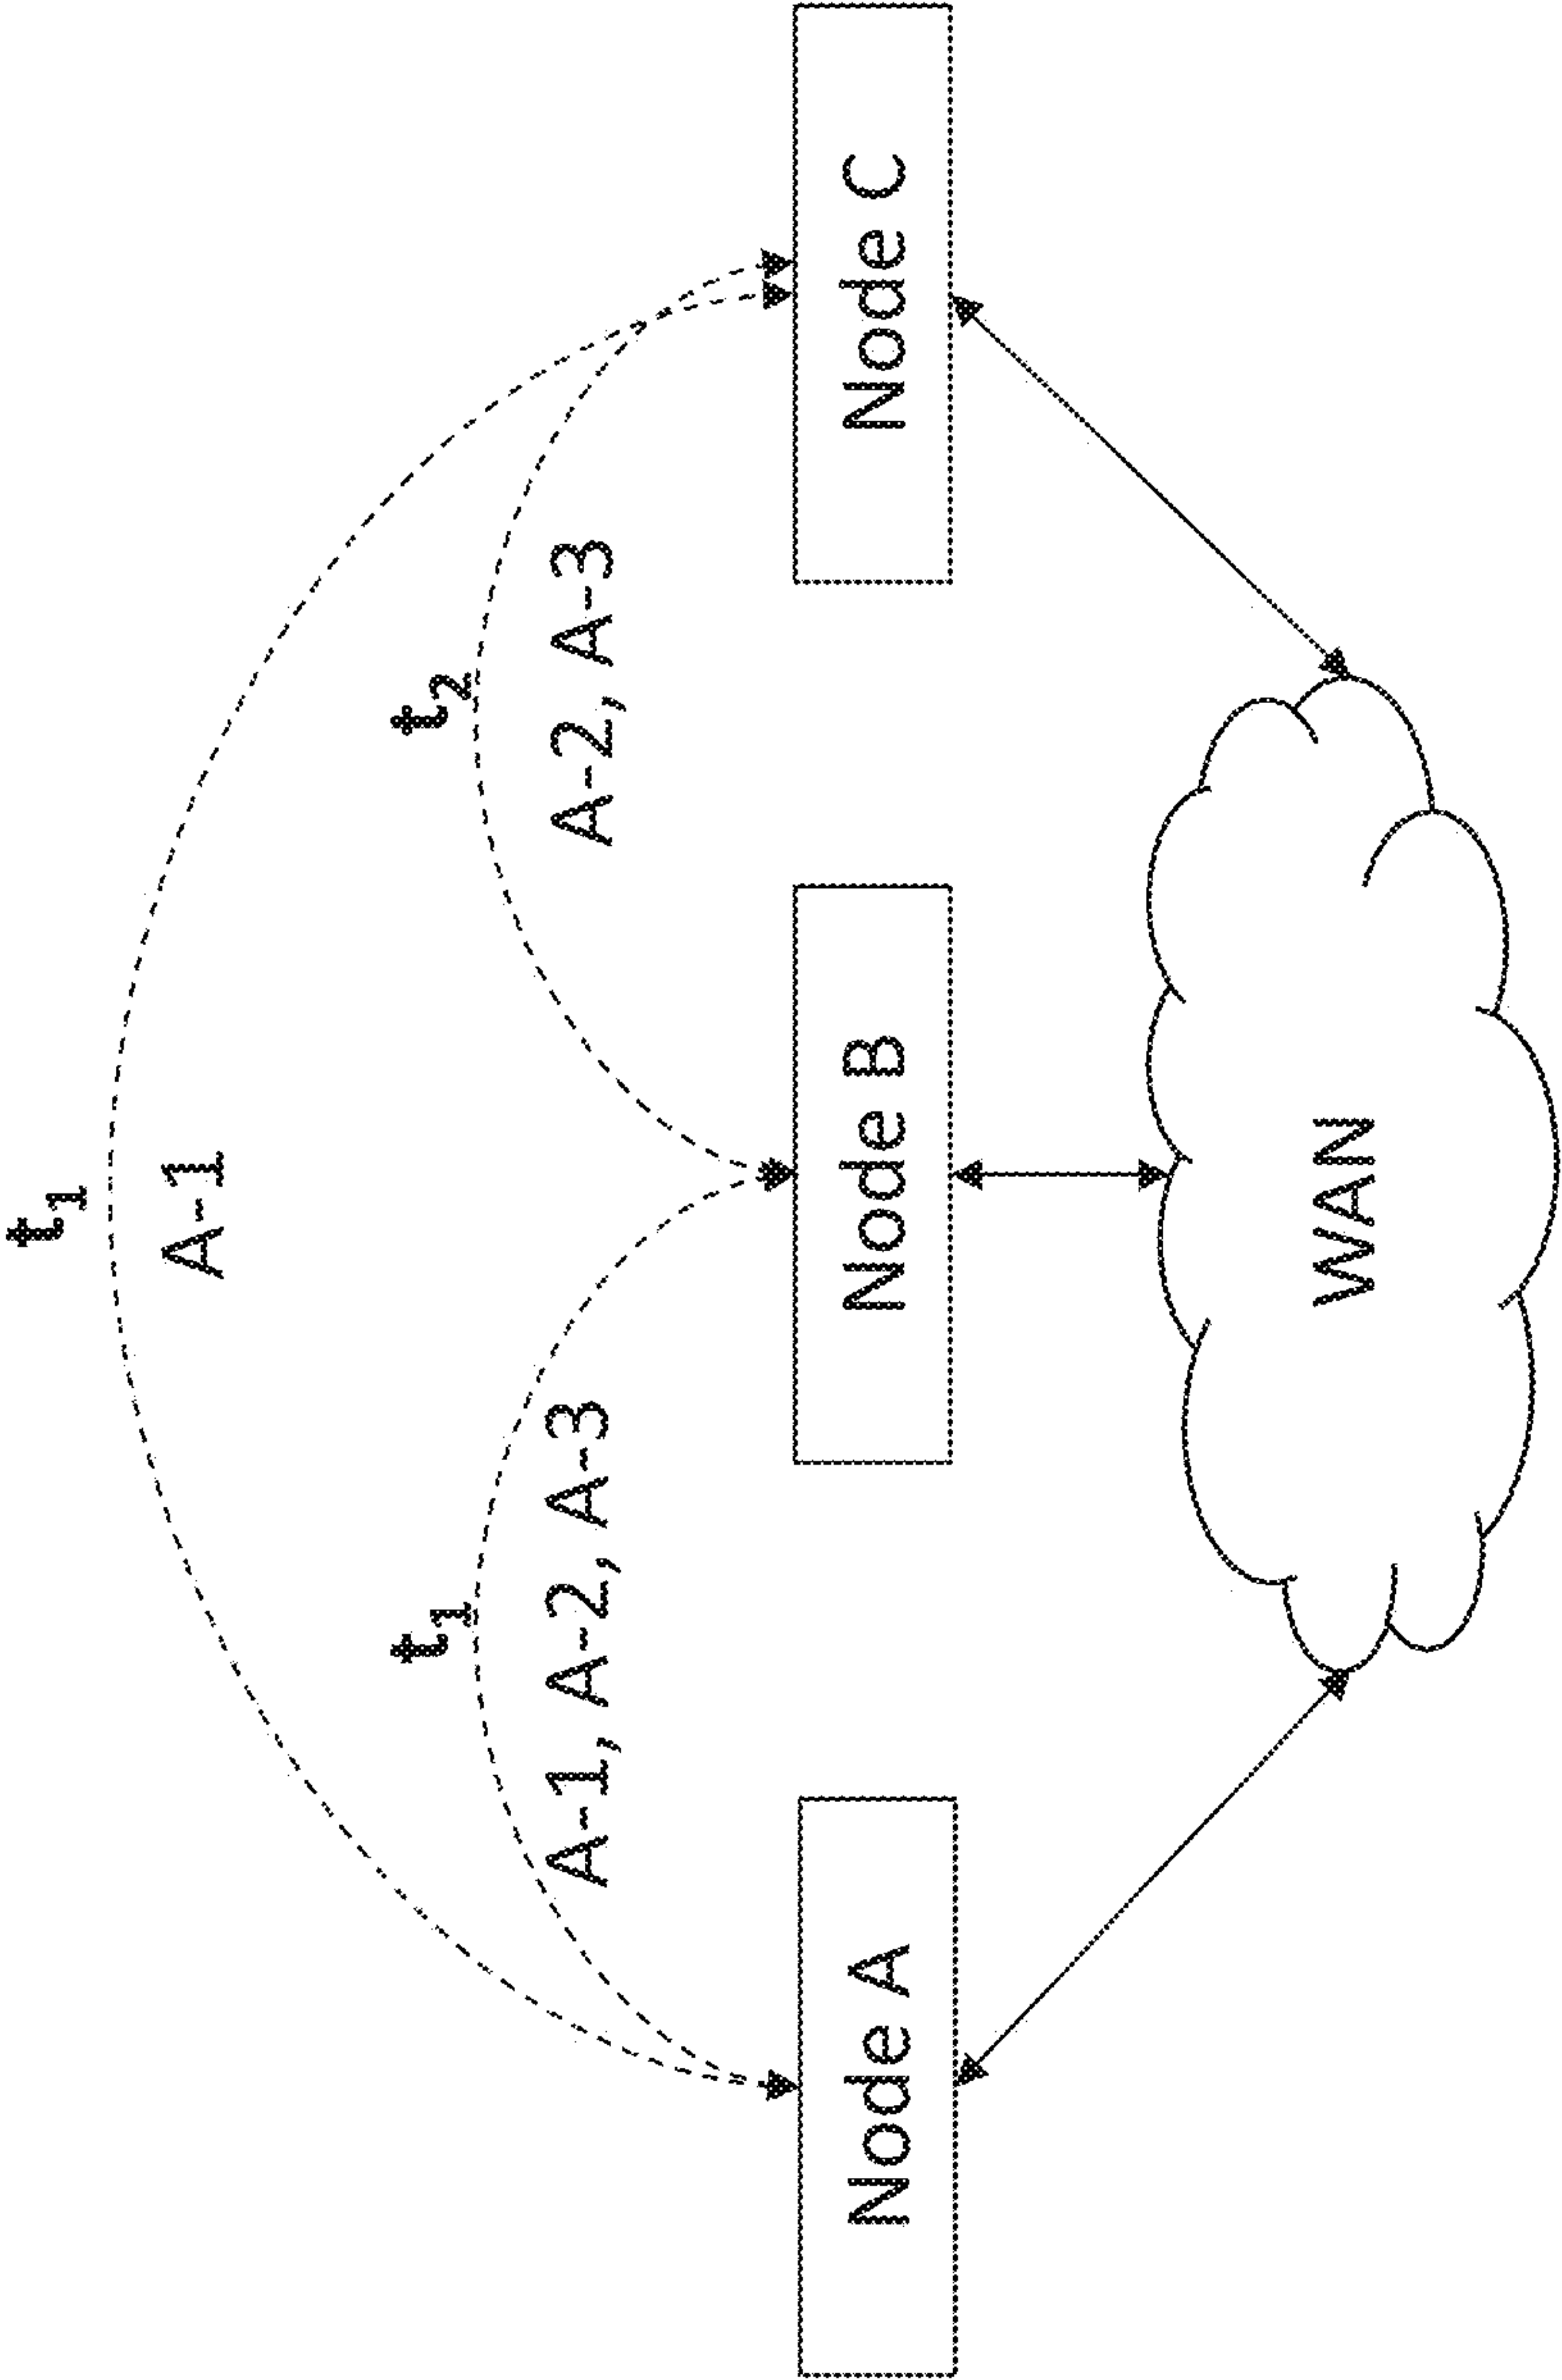 t1
A-1
t1
t2
A-1, A-2, A-3
A-2, A-3
Node A
Node B
Node C
WAN